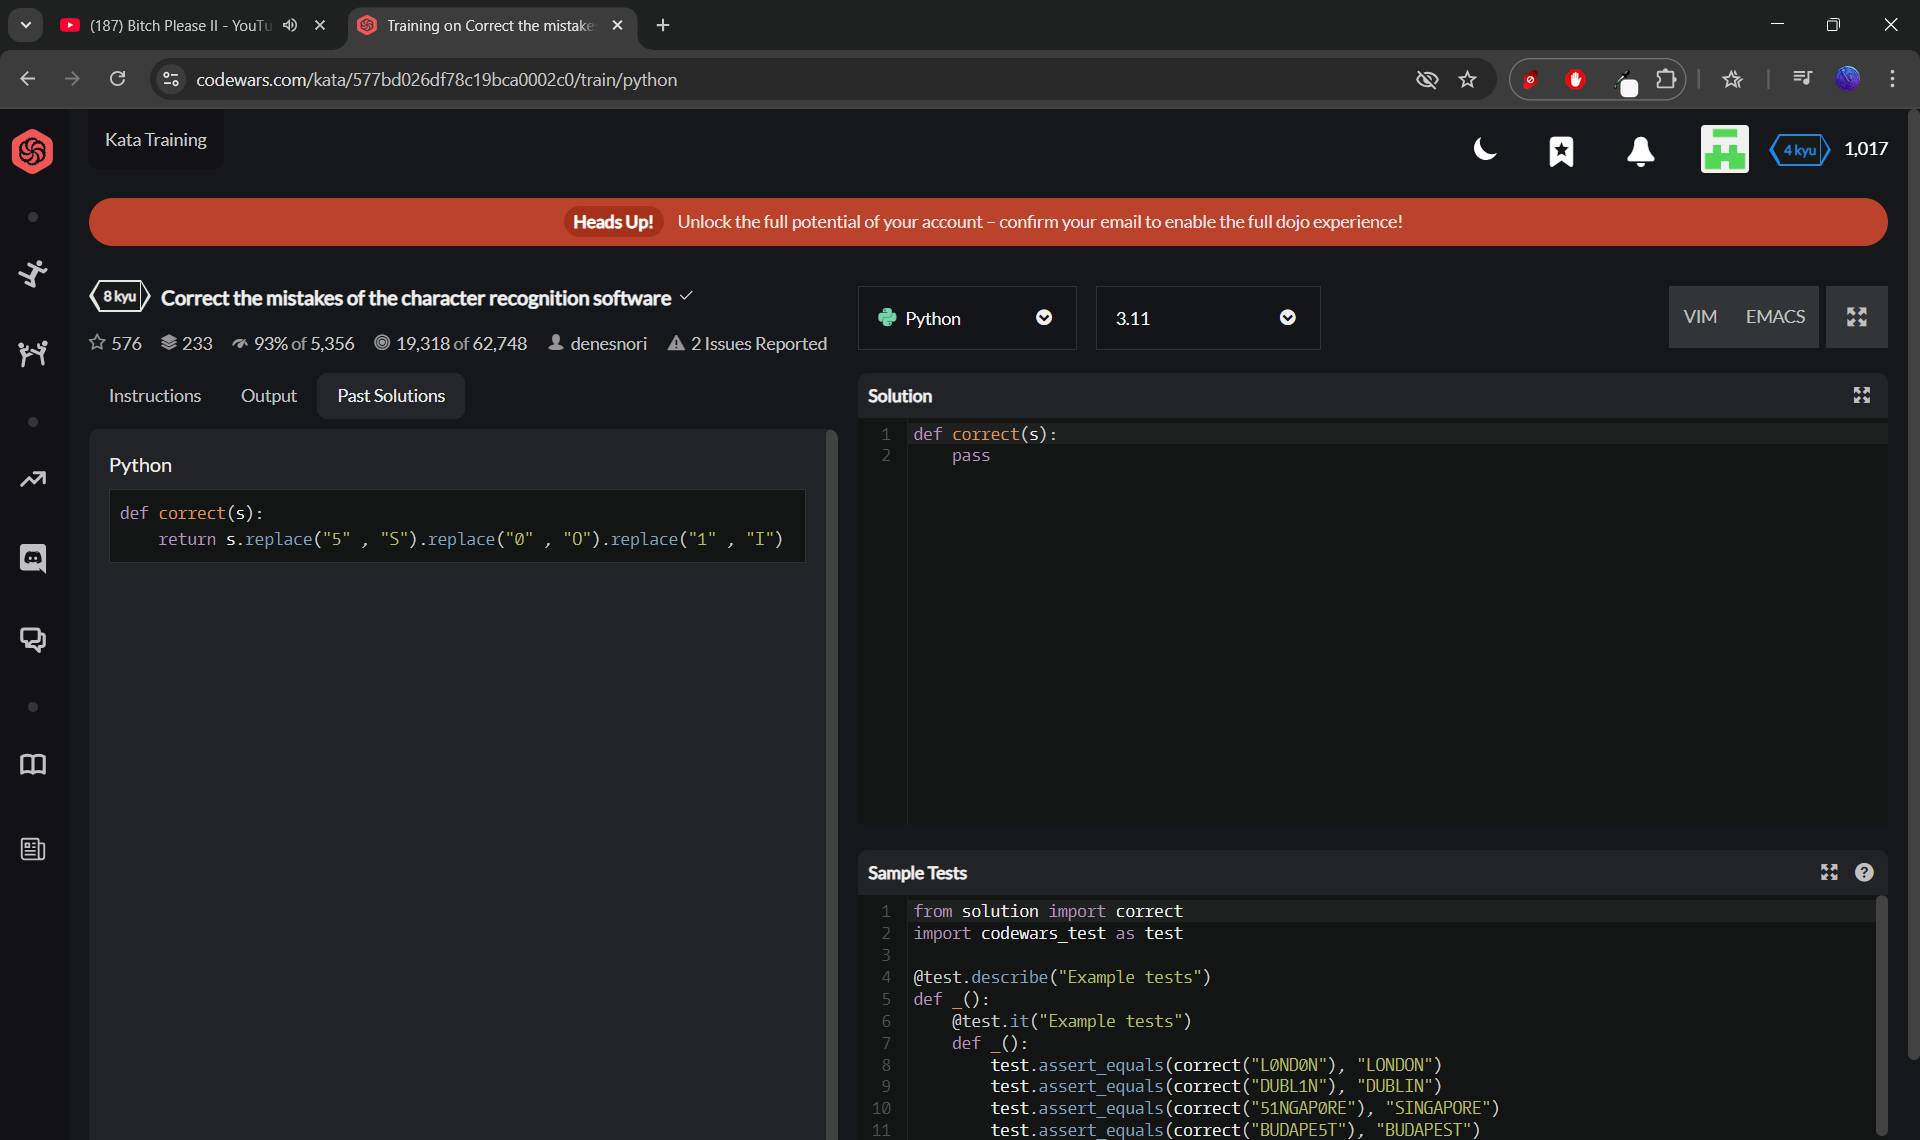 (187) Bitch Please II - YouTu
Training on Correct the mistake
codewars.com/kata/577bd026df78c19bca0002c0/train/python
Kata Training
4 kyu
1,017
Heads Up! Unlock the full potential of your account – confirm your email to enable the full dojo experience!
8 kyu
Correct the mistakes of the character recognition software
576 233 93% of 5,356 19,318 of 62,748 denesnori 2 Issues Reported
Python
3.11
VIM EMACS
Instructions Output Past Solutions
Python
def correct(s):
return s.replace("5" , "S").replace("0" , "O").replace("1" , "I")
Solution
1 def correct(s):
2 pass
Sample Tests
?
1 from solution import correct
2 import codewars_test as test
3
4 @test.describe("Example tests")
5 def _():
6 @test.it("Example tests")
7 def _():
8 test.assert_equals(correct("L0ND0N"), "LONDON")
9 test.assert_equals(correct("DUBL1N"), "DUBLIN")
10 test.assert_equals(correct("51NGAP0RE"), "SINGAPORE")
11 test.assert_equals(correct("BUDAPE5T"), "BUDAPEST")